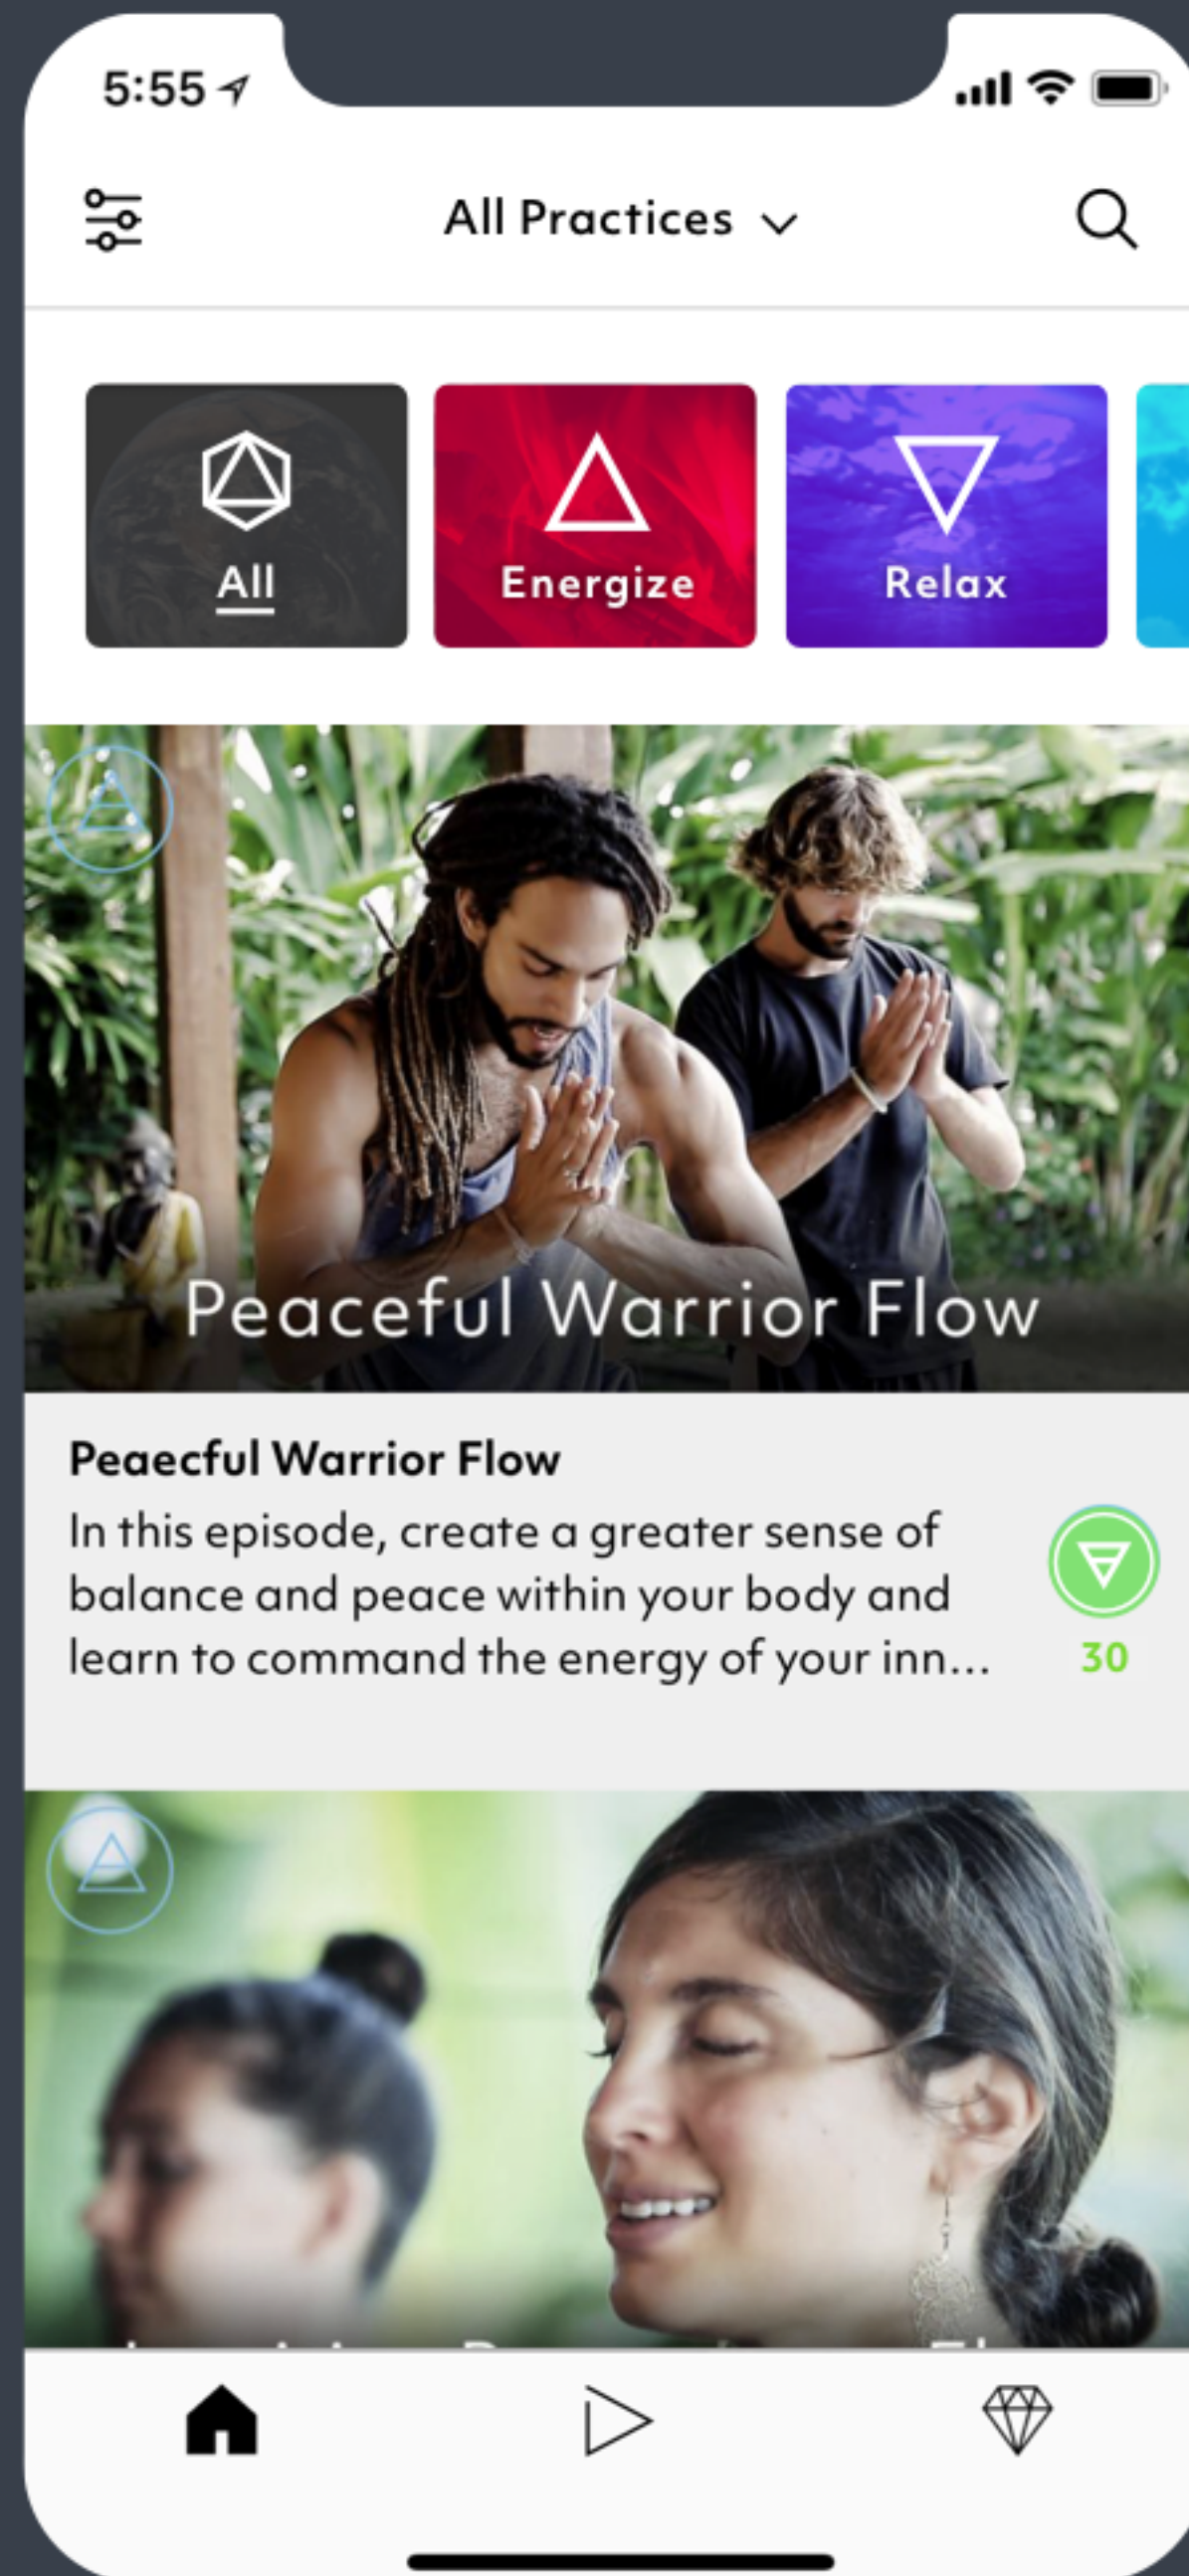 5:55
All Practices
All
Energize
Relax
Peaceful Warrior Flow
Peaecful Warrior Flow
In this episode, create a greater sense of
balance and peace within your body and
learn to command the energy of your inn...
30